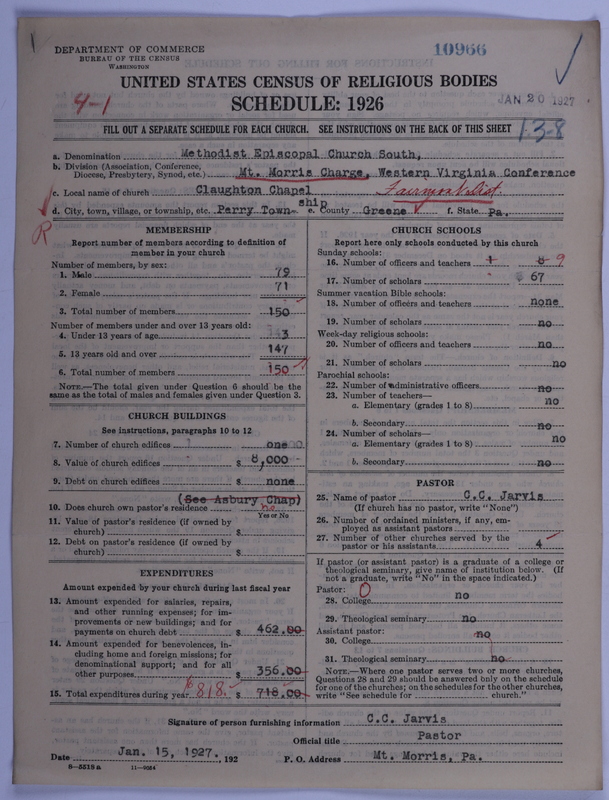 DEPARTMENT OF COMMERCE
BUREAU OF THE CENSUS
WASHINGTON
10966
UNITED STATES CENSUS OF RELIGIOUS BODIES
4-1
SCHEDULE: 1926
JAN 20 1927
FILL OUT A SEPARATE SCHEDULE FOR EACH CHURCH. SEE INSTRUCTIONS ON THE BACK OF THIS SHEET
1-3-8
a. Denomination Methodist Episcopal Church South,
b. Division (Association, Conference, Diocese, Presbytery, Synod, etc.) Mt. Morris Charge, Western Virginia Conference
c. Local name of church Claughton Chapel Fairmont Dist.
d. City, town, village, or township, etc. Perry Town-ship e. County Greene f. State Pa.
R
MEMBERSHIP
Report number of members according to definition of member in your church
Number of members, by sex:
1. Male 79
2. Female 71
3. Total number of members 150
Number of members under and over 13 years old:
4. Under 13 years of age 3
5. 13 years old and over 147
6. Total number of members 150
NOTE.—The total given under Question 6 should be the same as the total of males and females given under Question 3.
CHURCH BUILDINGS
See instructions, paragraphs 10 to 12
7. Number of church edifices one
8. Value of church edifices $ 8,000
9. Debt on church edifices $ none
(See Asbury Chap)
10. Does church own pastor's residence no
Yes or No
11. Value of pastor's residence (if owned by church) $
12. Debt on pastor's residence (if owned by church) $
EXPENDITURES
Amount expended by your church during last fiscal year
13. Amount expended for salaries, repairs, and other running expenses; for improvements or new buildings; and for payments on church debt $ 462.00
14. Amount expended for benevolences, including home and foreign missions; for denominational support; and for all other purposes $ 356.00
15. Total expenditures during year $818. $ 718.00
CHURCH SCHOOLS
Report here only schools conducted by this church
Sunday schools:
16. Number of officers and teachers 1 8 9
17. Number of scholars 67
Summer vacation Bible schools:
18. Number of officers and teachers none
19. Number of scholars no
Week-day religious schools:
20. Number of officers and teachers no
21. Number of scholars no
Parochial schools:
22. Number of administrative officers no
23. Number of teachers—
a. Elementary (grades 1 to 8) no
b. Secondary no
24. Number of scholars—
a. Elementary (grades 1 to 8) no
b. Secondary no
PASTOR
25. Name of pastor C.C. Jarvis
(If church has no pastor, write "None")
26. Number of ordained ministers, if any, employed as assistant pastors
27. Number of other churches served by the pastor or his assistants 4
If pastor (or assistant pastor) is a graduate of a college or theological seminary, give name of institution below. (If not a graduate, write "No" in the space indicated.)
Pastor: 0
28. College no
29. Theological seminary no
Assistant pastor:
30. College no
31. Theological seminary no
NOTE.—Where one pastor serves two or more churches, Questions 28 and 29 should be answered only on the schedule for one of the churches; on the schedules for the other churches, write "See schedule for ............ church."
Signature of person furnishing information C.C. Jarvis
Official title Pastor
Date Jan. 15, 1927. , 192
P. O. Address Mt. Morris, Pa.
8-5519a 11-9064